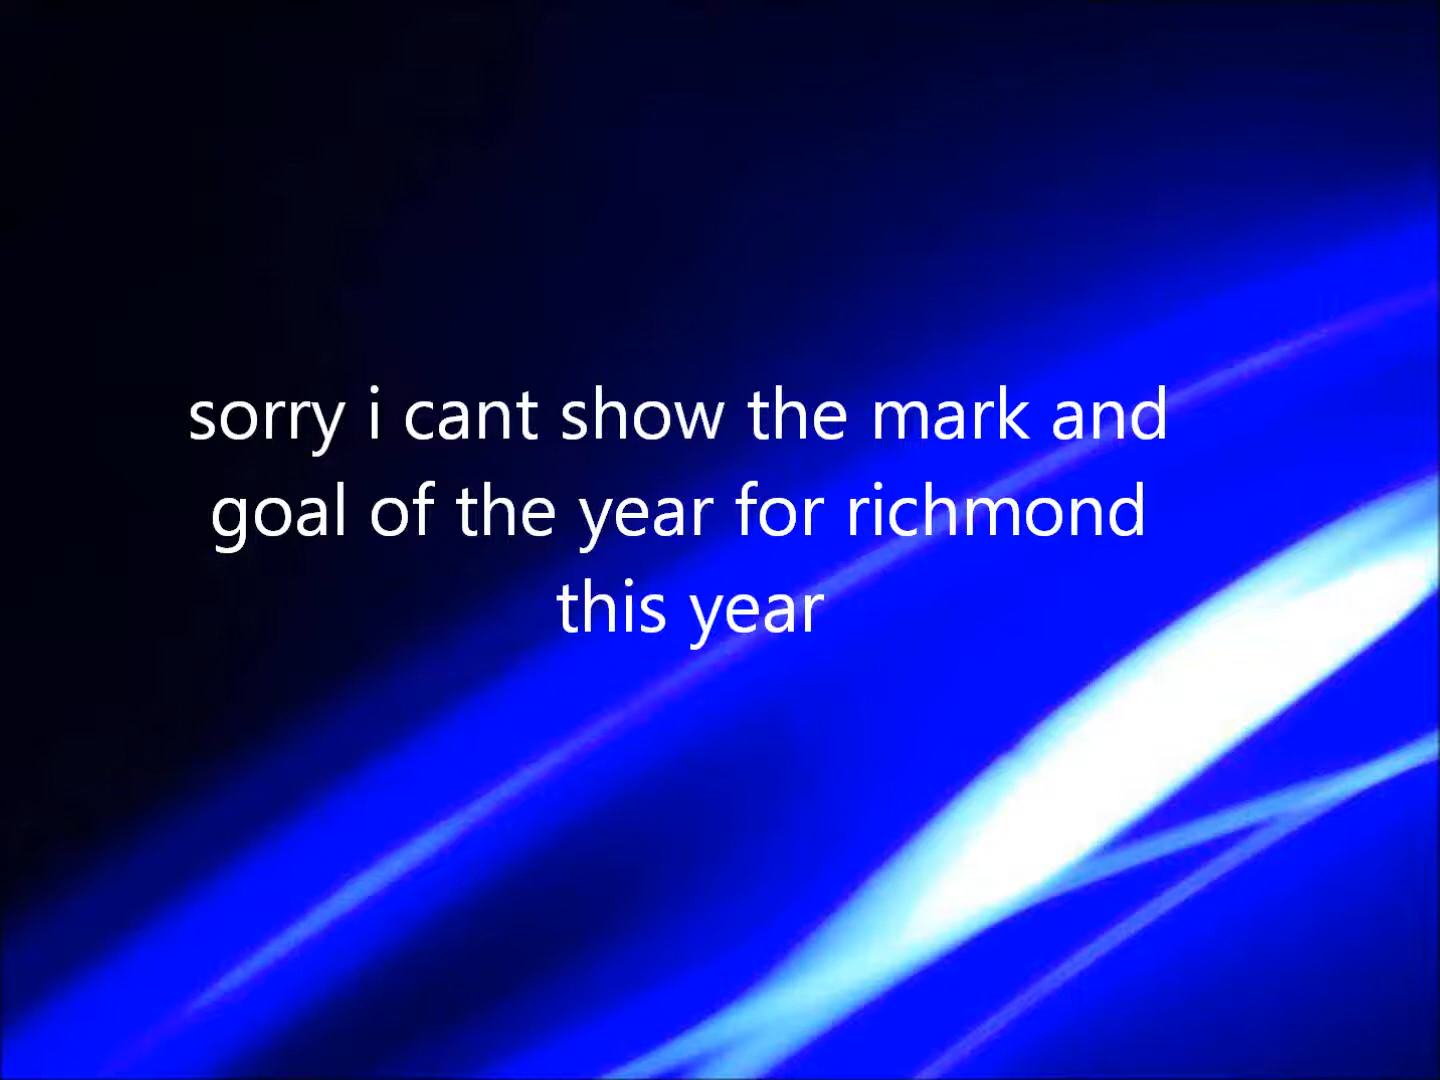 sorry i cant show the mark and
goal of the year for richmond
this year